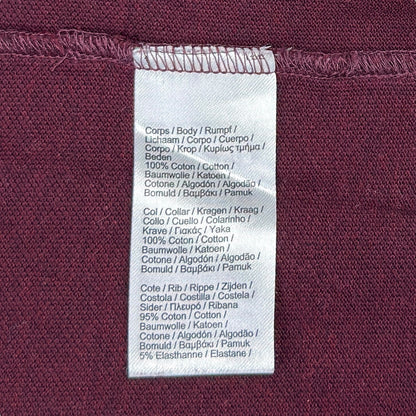 Corps / Body / Rumpf /
Lichaam / Corpo / Cuerpo /
Corpo / Krop / Κυρίως τμήμα /
Beden
100% Coton / Cotton /
Baumwolle / Katoen /
Cotone / Algodón / Algodão /
Bomuld / Βαμβάκι / Pamuk
Col / Collar / Kragen / Kraag /
Collo / Cuello / Colarinho /
Krave / Γιακάς / Yaka
100% Coton / Cotton /
Baumwolle / Katoen /
Cotone / Algodón / Algodão /
Bomuld / Βαμβάκι / Pamuk
Cote / Rib / Rippe / Zijden /
Costola / Costilla / Costela /
Sider / Πλευρό / Ribana
95% Coton / Cotton /
Baumwolle / Katoen /
Cotone / Algodón / Algodão /
Bomuld / Βαμβάκι / Pamuk
5% Elasthanne / Elastane /